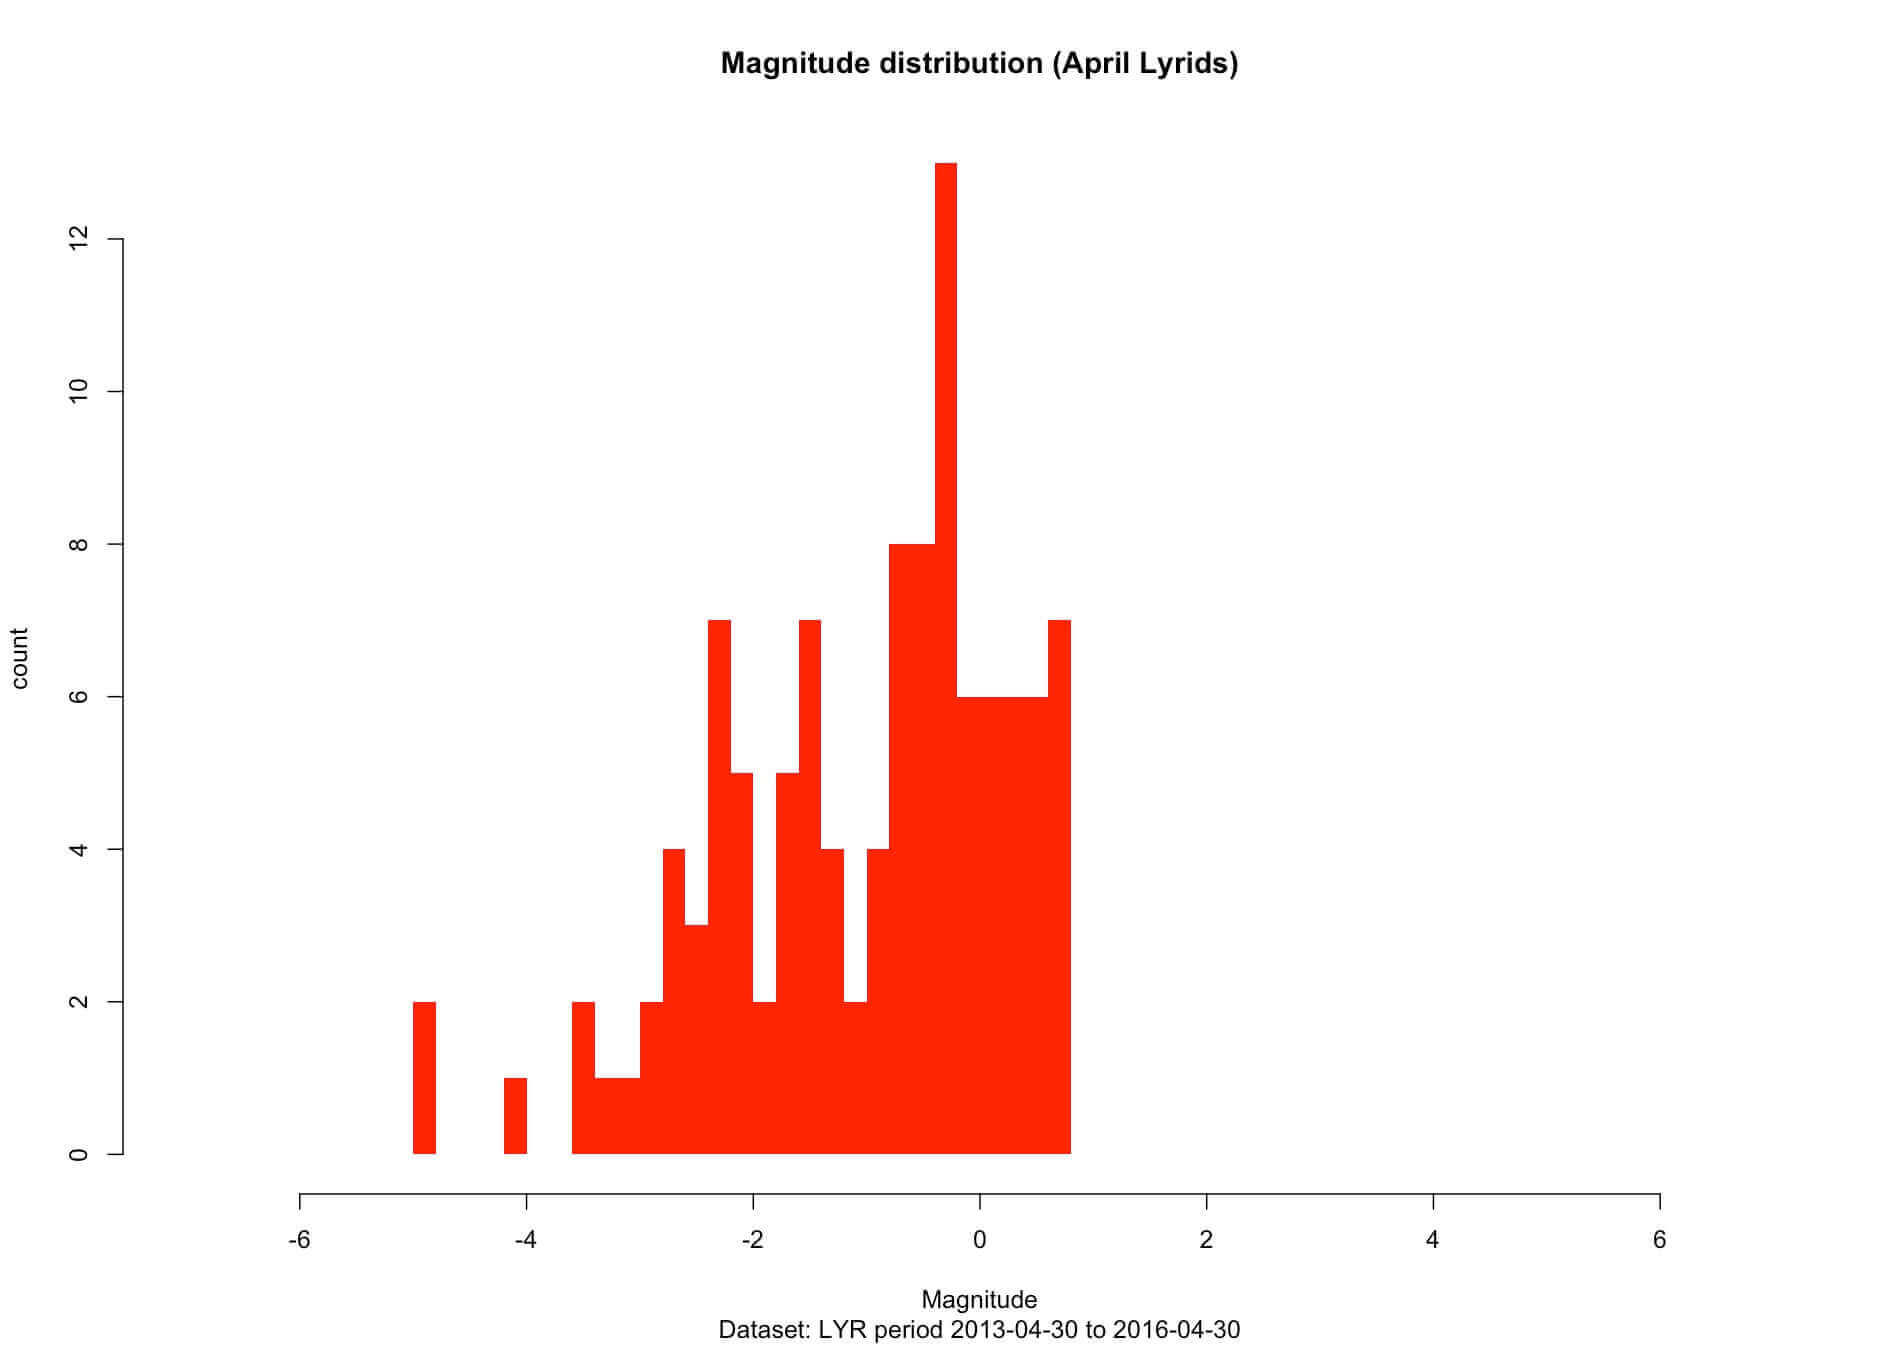 Magnitude distribution (April Lyrids)
12
10
8
6
4
2
0
count
-6 -4 -2 0 2 4 6
Magnitude
Dataset: LYR period 2013-04-30 to 2016-04-30